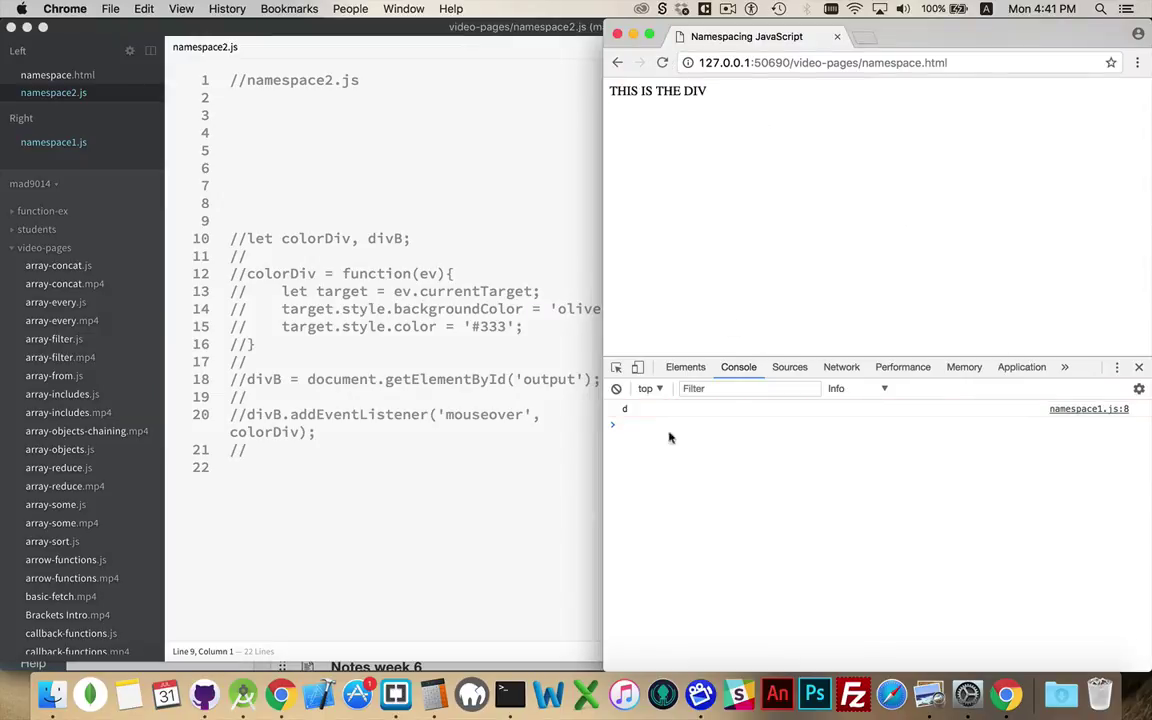 Chrome File Edit View History Bookmarks People Window Help
100% Mon 4:41 PM
video-pages/namespace2.js (m
Left
namespace.html
namespace2.js
Right
namespace1.js
mad9014
function-ex
students
video-pages
array-concat.js
array-concat.mp4
array-every.js
array-every.mp4
array-filter.js
array-filter.mp4
array-from.js
array-includes.js
array-includes.mp4
array-objects-chaining.mp4
array-objects.js
array-reduce.js
array-reduce.mp4
array-some.js
array-some.mp4
array-sort.js
arrow-functions.js
arrow-functions.mp4
basic-fetch.mp4
Brackets Intro.mp4
callback-functions.js
callback-functions.mp4
Help
namespace2.js
1 //namespace2.js
2
3
4
5
6
7
8
9
10 //let colorDiv, divB;
11 //
12 //colorDiv = function(ev){
13 // let target = ev.currentTarget;
14 // target.style.backgroundColor = 'olive
15 // target.style.color = '#333';
16 //}
17 //
18 //divB = document.getElementById('output');
19 //
20 //divB.addEventListener('mouseover',
colorDiv);
21 //
22
Line 9, Column 1 — 22 Lines
Notes week 6
Namespacing JavaScript
127.0.0.1:50690/video-pages/namespace.html
THIS IS THE DIV
Elements Console Sources Network Performance Memory Application »
top Filter Info
d namespace1.js:8
>
JUL
31
1
>_
W
X
S
An
Ps
FZ